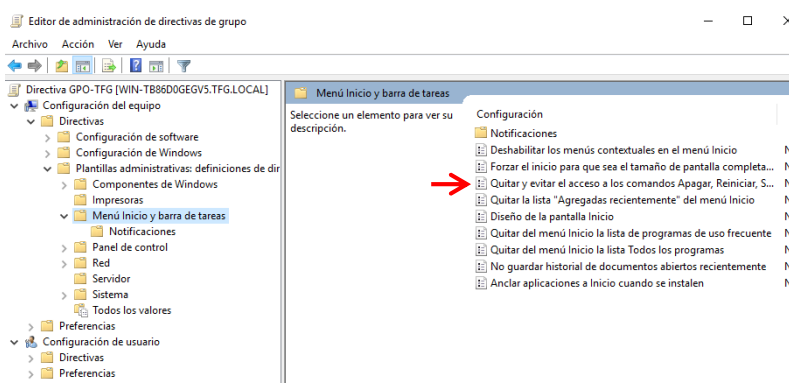 Editor de administración de directivas de grupo
Archivo Acción Ver Ayuda
Directiva GPO-TFG [WIN-TB86D0GEGV5.TFG.LOCAL]
Configuración del equipo
Directivas
Configuración de software
Configuración de Windows
Plantillas administrativas: definiciones de dir
Componentes de Windows
Impresoras
Menú Inicio y barra de tareas
Notificaciones
Panel de control
Red
Servidor
Sistema
Todos los valores
Preferencias
Configuración de usuario
Directivas
Preferencias
Menú Inicio y barra de tareas
Seleccione un elemento para ver su
descripción.
Configuración
Notificaciones
Deshabilitar los menús contextuales en el menú Inicio
Forzar el inicio para que sea el tamaño de pantalla completa...
Quitar y evitar el acceso a los comandos Apagar, Reiniciar, S...
Quitar la lista "Agregadas recientemente" del menú Inicio
Diseño de la pantalla Inicio
Quitar del menú Inicio la lista de programas de uso frecuente
Quitar del menú Inicio la lista Todos los programas
No guardar historial de documentos abiertos recientemente
Anclar aplicaciones a Inicio cuando se instalen